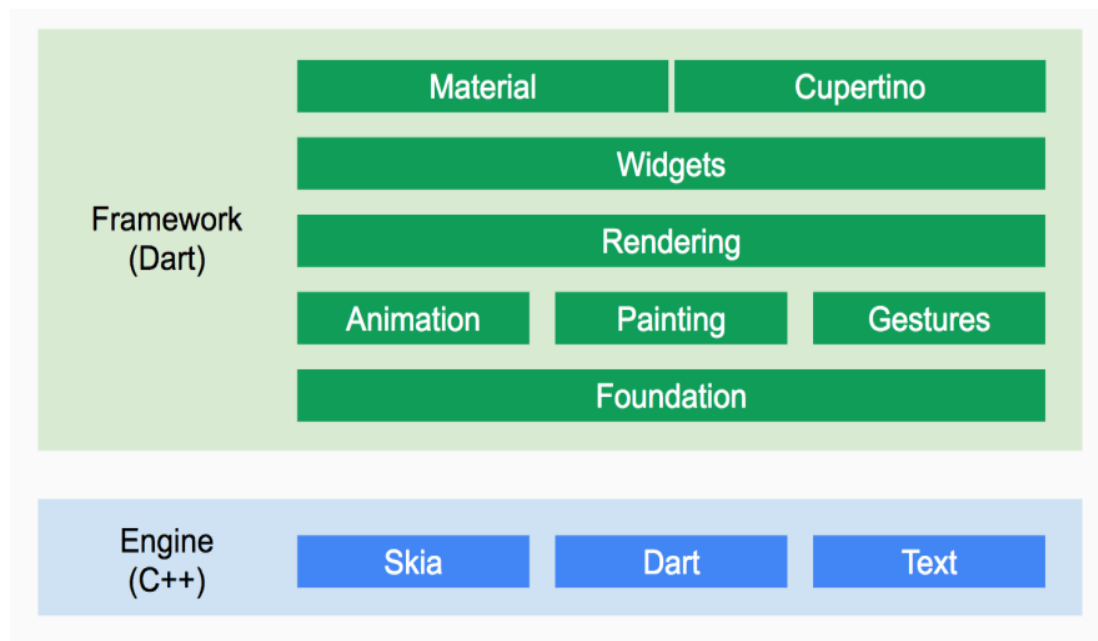 Material
Cupertino
Widgets
Framework
(Dart)
Rendering
Animation
Painting
Gestures
Foundation
Engine
(C++)
Skia
Dart
Text